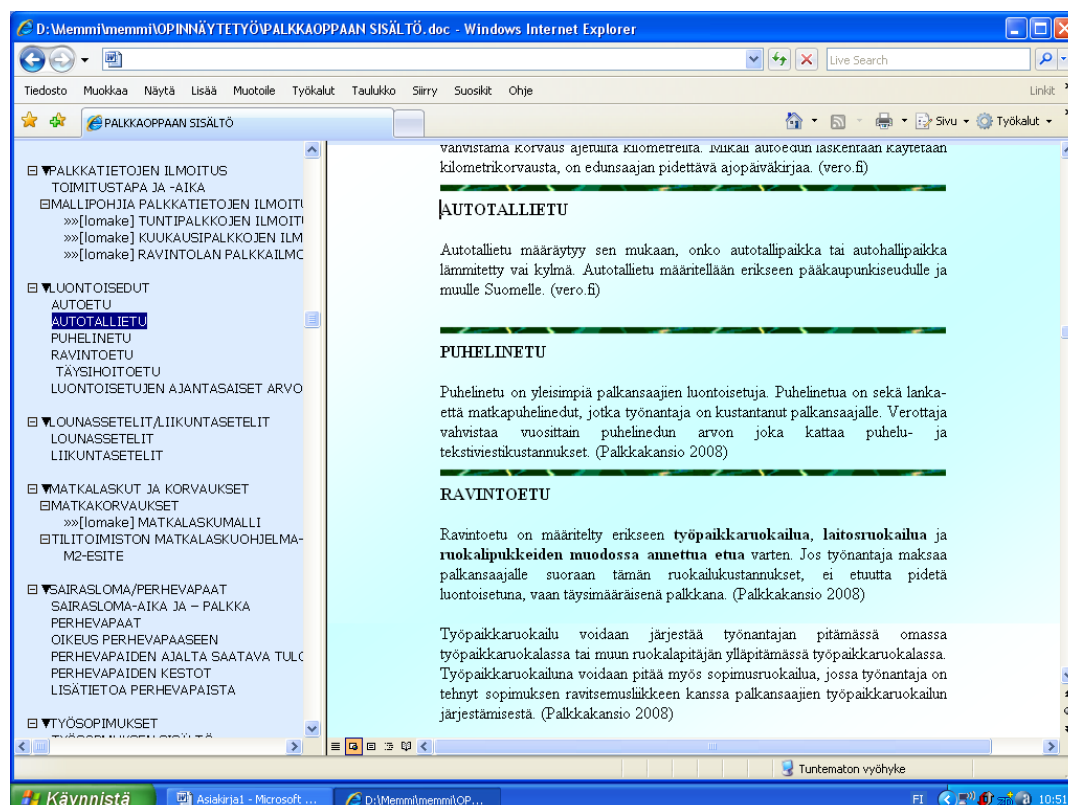 D:\Memmi\memmi\OPINNÄYTETYÖ\PALKKAOPPAAN SISÄLTÖ.doc - Windows Internet Explorer
Live Search
Tiedosto Muokkaa Näytä Lisää Muotoile Työkalut Taulukko Siirry Suosikit Ohje Linkit
PALKKAOPPAAN SISÄLTÖ Sivu Työkalut
PALKKATIETOJEN ILMOITUS
TOIMITUSTAPA JA -AIKA
MALLIPOHJIA PALKKATIETOJEN ILMOITU
»»[lomake] TUNTIPALKKOJEN ILMOITU
»»[lomake] KUUKAUSIPALKKOJEN ILM
»»[lomake] RAVINTOLAN PALKKAILMO
LUONTOISEDUT
AUTOETU
AUTOTALLIETU
PUHELINETU
RAVINTOETU
TÄYSIHOITOETU
LUONTOISETUJEN AJANTASAISET ARVO
LOUNASSETELIT/LIIKUNTASETELIT
LOUNASSETELIT
LIIKUNTASETELIT
MATKALASKUT JA KORVAUKSET
MATKAKORVAUKSET
»»[lomake] MATKALASKUMALLI
TILITOIMISTON MATKALASKUOHJELMA-
M2-ESITE
SAIRASLOMA/PERHEVAPAAT
SAIRASLOMA-AIKA JA – PALKKA
PERHEVAPAAT
OIKEUS PERHEVAPAASEEN
PERHEVAPAIDEN AJALTA SAATAVA TULO
PERHEVAPAIDEN KESTOT
LISÄTIETOA PERHEVAPAISTA
TYÖSOPIMUKSET
TYÖSOPIMUKSEN SISÄLTÖ
vahvistama korvaus ajetuilta kilometreiltä. Mikäli autoedun laskentaan käytetään
kilometrikorvausta, on edunsaajan pidettävä ajopäiväkirjaa. (vero.fi)
AUTOTALLIETU
Autotallietu määräytyy sen mukaan, onko autotallipaikka tai autohallipaikka
lämmitetty vai kylmä. Autotallietu määritellään erikseen pääkaupunkiseudulle ja
muulle Suomelle. (vero.fi)
PUHELINETU
Puhelinetu on yleisimpiä palkansaajien luontoisetuja. Puhelinetua on sekä lanka-
että matkapuhelinedut, jotka työnantaja on kustantanut palkansaajalle. Verottaja
vahvistaa vuosittain puhelinedun arvon joka kattaa puhelu- ja
tekstiviestikustannukset. (Palkkakansio 2008)
RAVINTOETU
Ravintoetu on määritelty erikseen työpaikkaruokailua, laitosruokailua ja
ruokalipukkeiden muodossa annettua etua varten. Jos työnantaja maksaa
palkansaajalle suoraan tämän ruokailukustannukset, ei etuutta pidetä
luontoisetuna, vaan täysimääräisenä palkkana. (Palkkakansio 2008)
Työpaikkaruokailu voidaan järjestää työnantajan pitämässä omassa
työpaikkaruokalassa tai muun ruokalapitäjän ylläpitämässä työpaikkaruokalassa.
Työpaikkaruokailuna voidaan pitää myös sopimusruokailua, jossa työnantaja on
tehnyt sopimuksen ravitsemusliikkeen kanssa palkansaajien työpaikkaruokailun
järjestämisestä. (Palkkakansio 2008)
Tuntematon vyöhyke
Käynnistä Asiakirja1 - Microsoft ... D:\Memmi\memmi\OP... FI 10:51